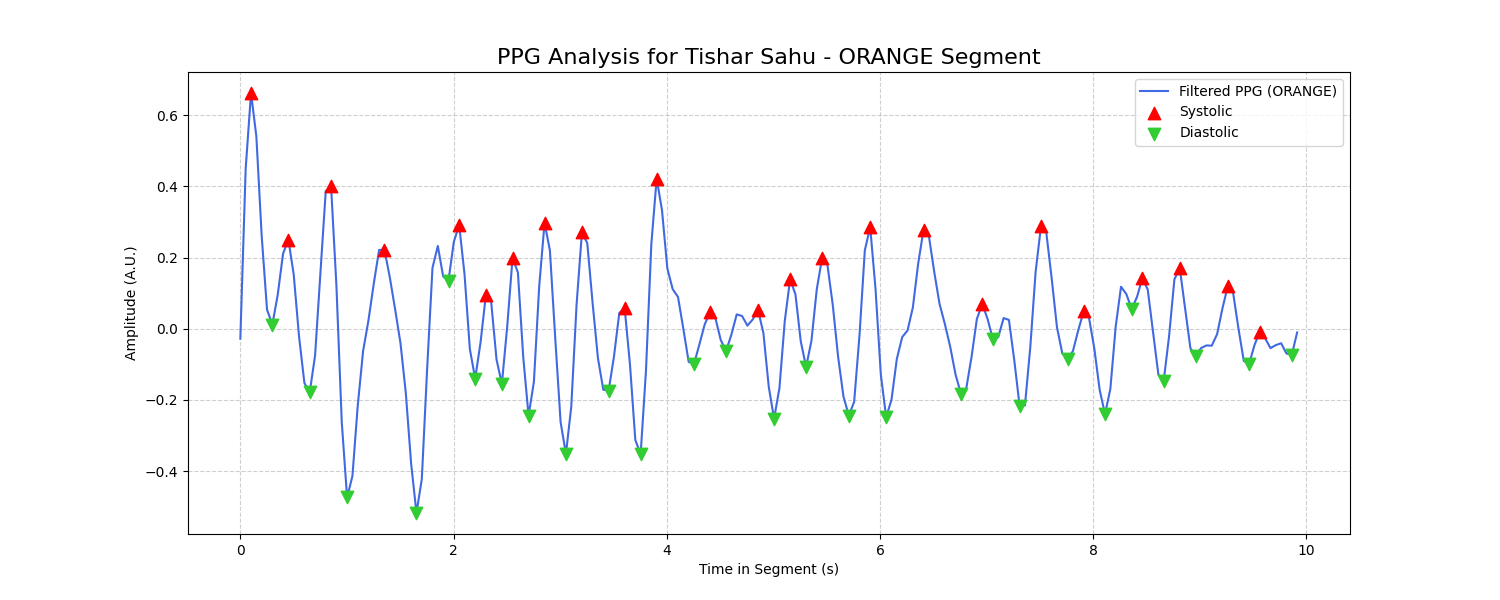 PPG Analysis for Tishar Sahu - ORANGE Segment
Filtered PPG (ORANGE)
Systolic
Diastolic
Amplitude (A.U.)
0.6
0.4
0.2
0.0
−0.2
−0.4
0 2 4 6 8 10
Time in Segment (s)